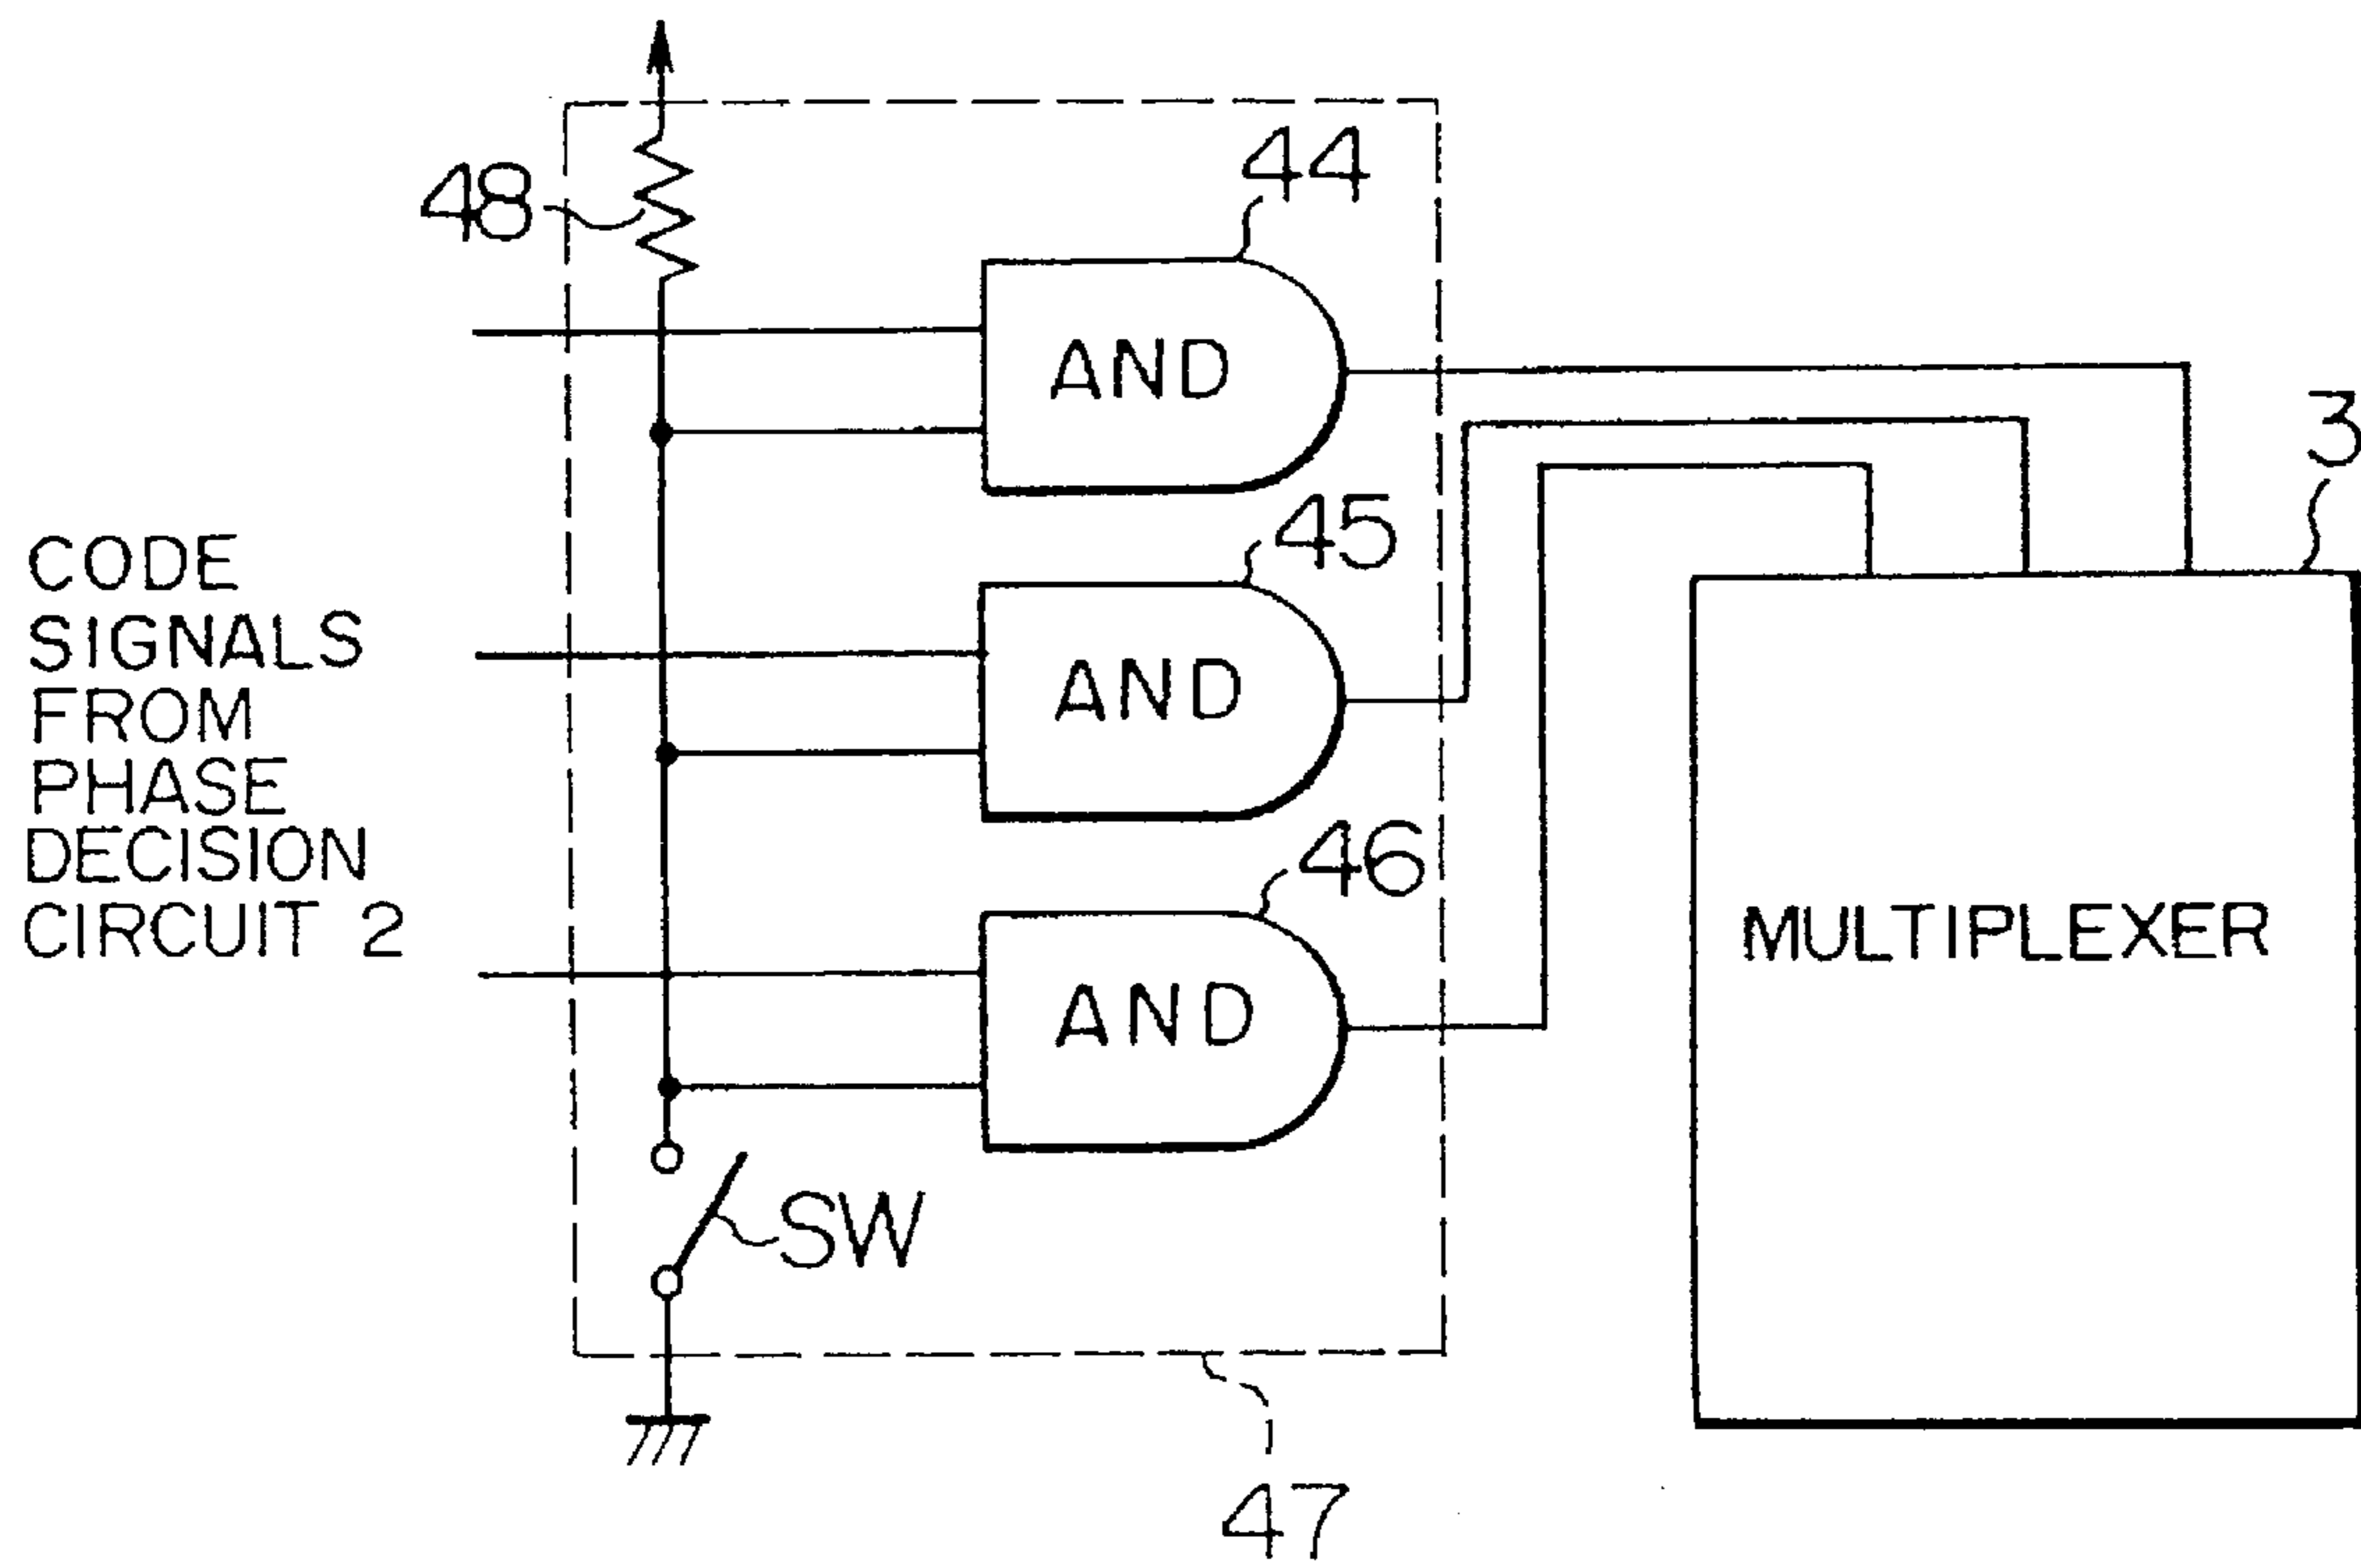 48
44
AND
3
45
CODE
SIGNALS
FROM
PHASE
DECISION
CIRCUIT 2
AND
46
AND
MULTIPLEXER
SW
47